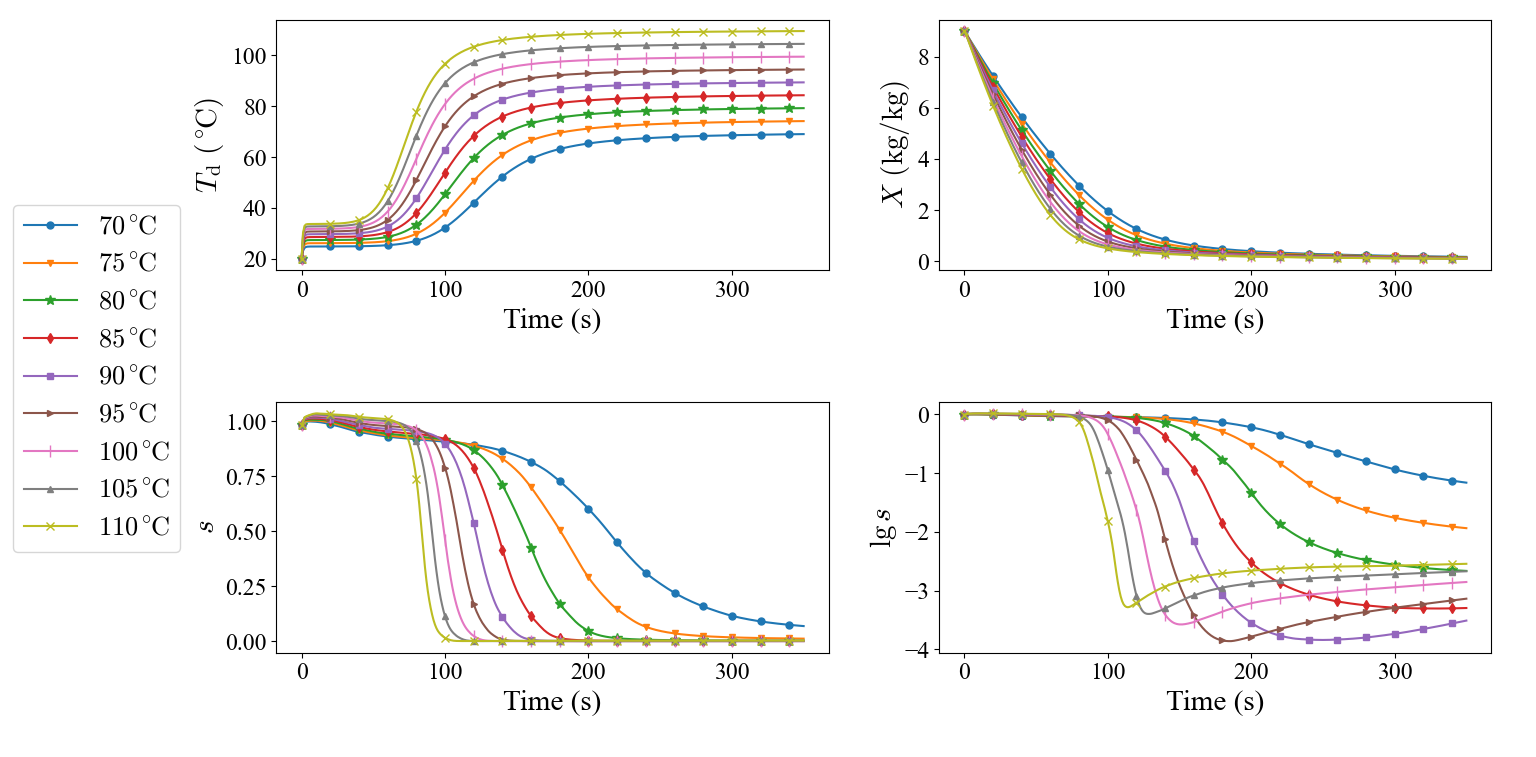 70 °C
75 °C
80 °C
85 °C
90 °C
95 °C
100 °C
105 °C
110 °C
T_d (°C)
100
80
60
40
20
0 100 200 300
Time (s)
X (kg/kg)
8
6
4
2
0
0 100 200 300
Time (s)
s
1.00
0.75
0.50
0.25
0.00
0 100 200 300
Time (s)
lg s
0
−1
−2
−3
−4
0 100 200 300
Time (s)